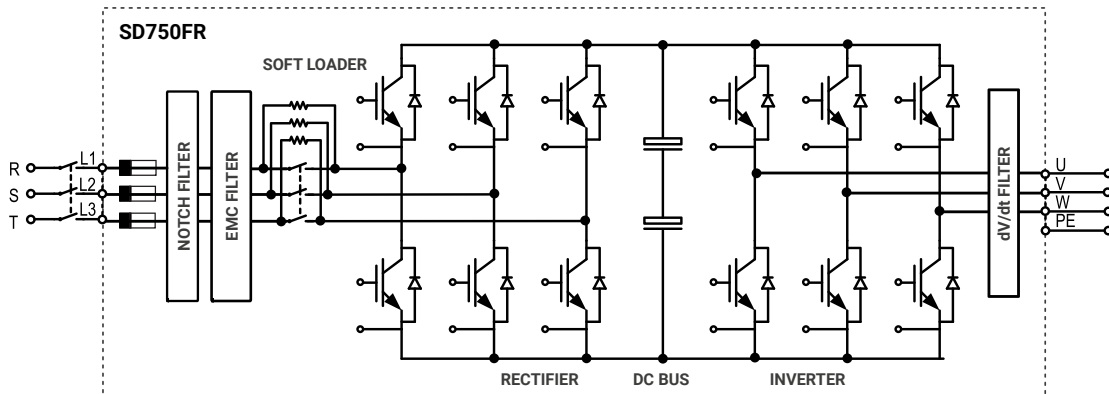 SD750FR
SOFT LOADER
R
L1
S
L2
T
L3
NOTCH FILTER
EMC FILTER
dV/dt FILTER
U
V
W
PE
RECTIFIER
DC BUS
INVERTER